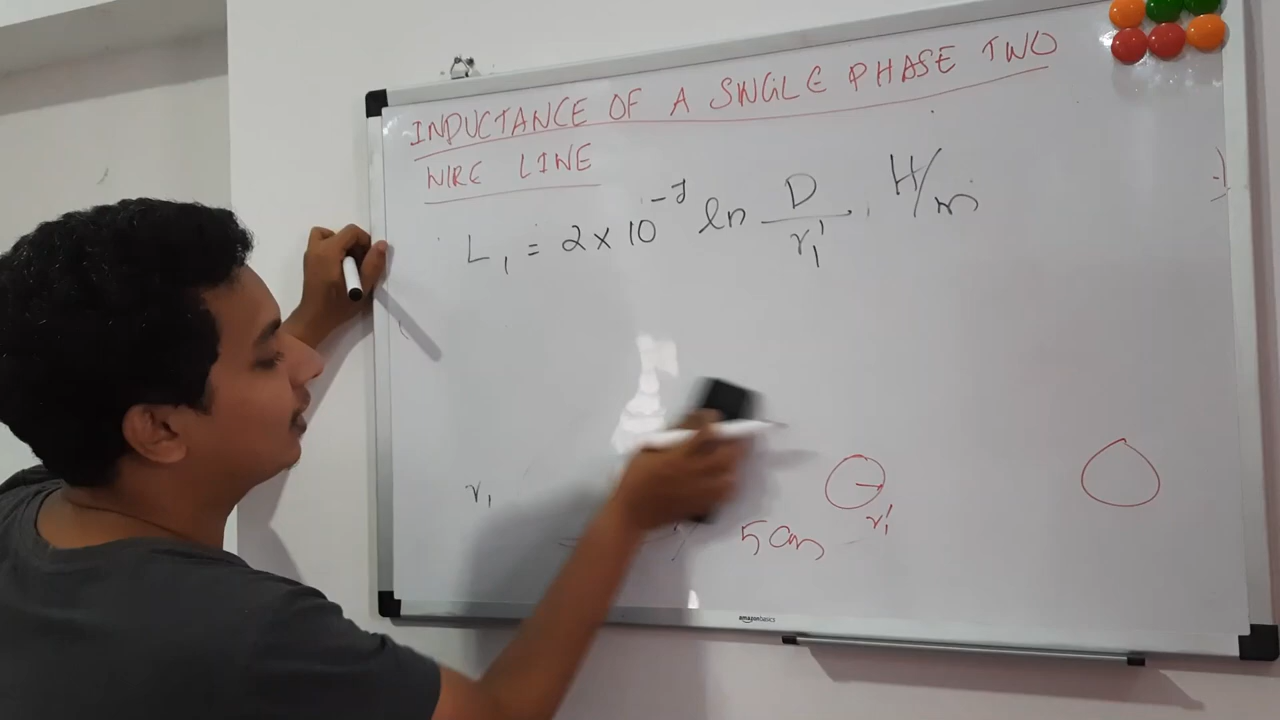 INDUCTANCE OF A SINGLE PHASE TWO
WIRE LINE
L₁ = 2 × 10⁻⁷ ln D/r₁' H/m
r₁
5 cm
r₁'
amazonbasics